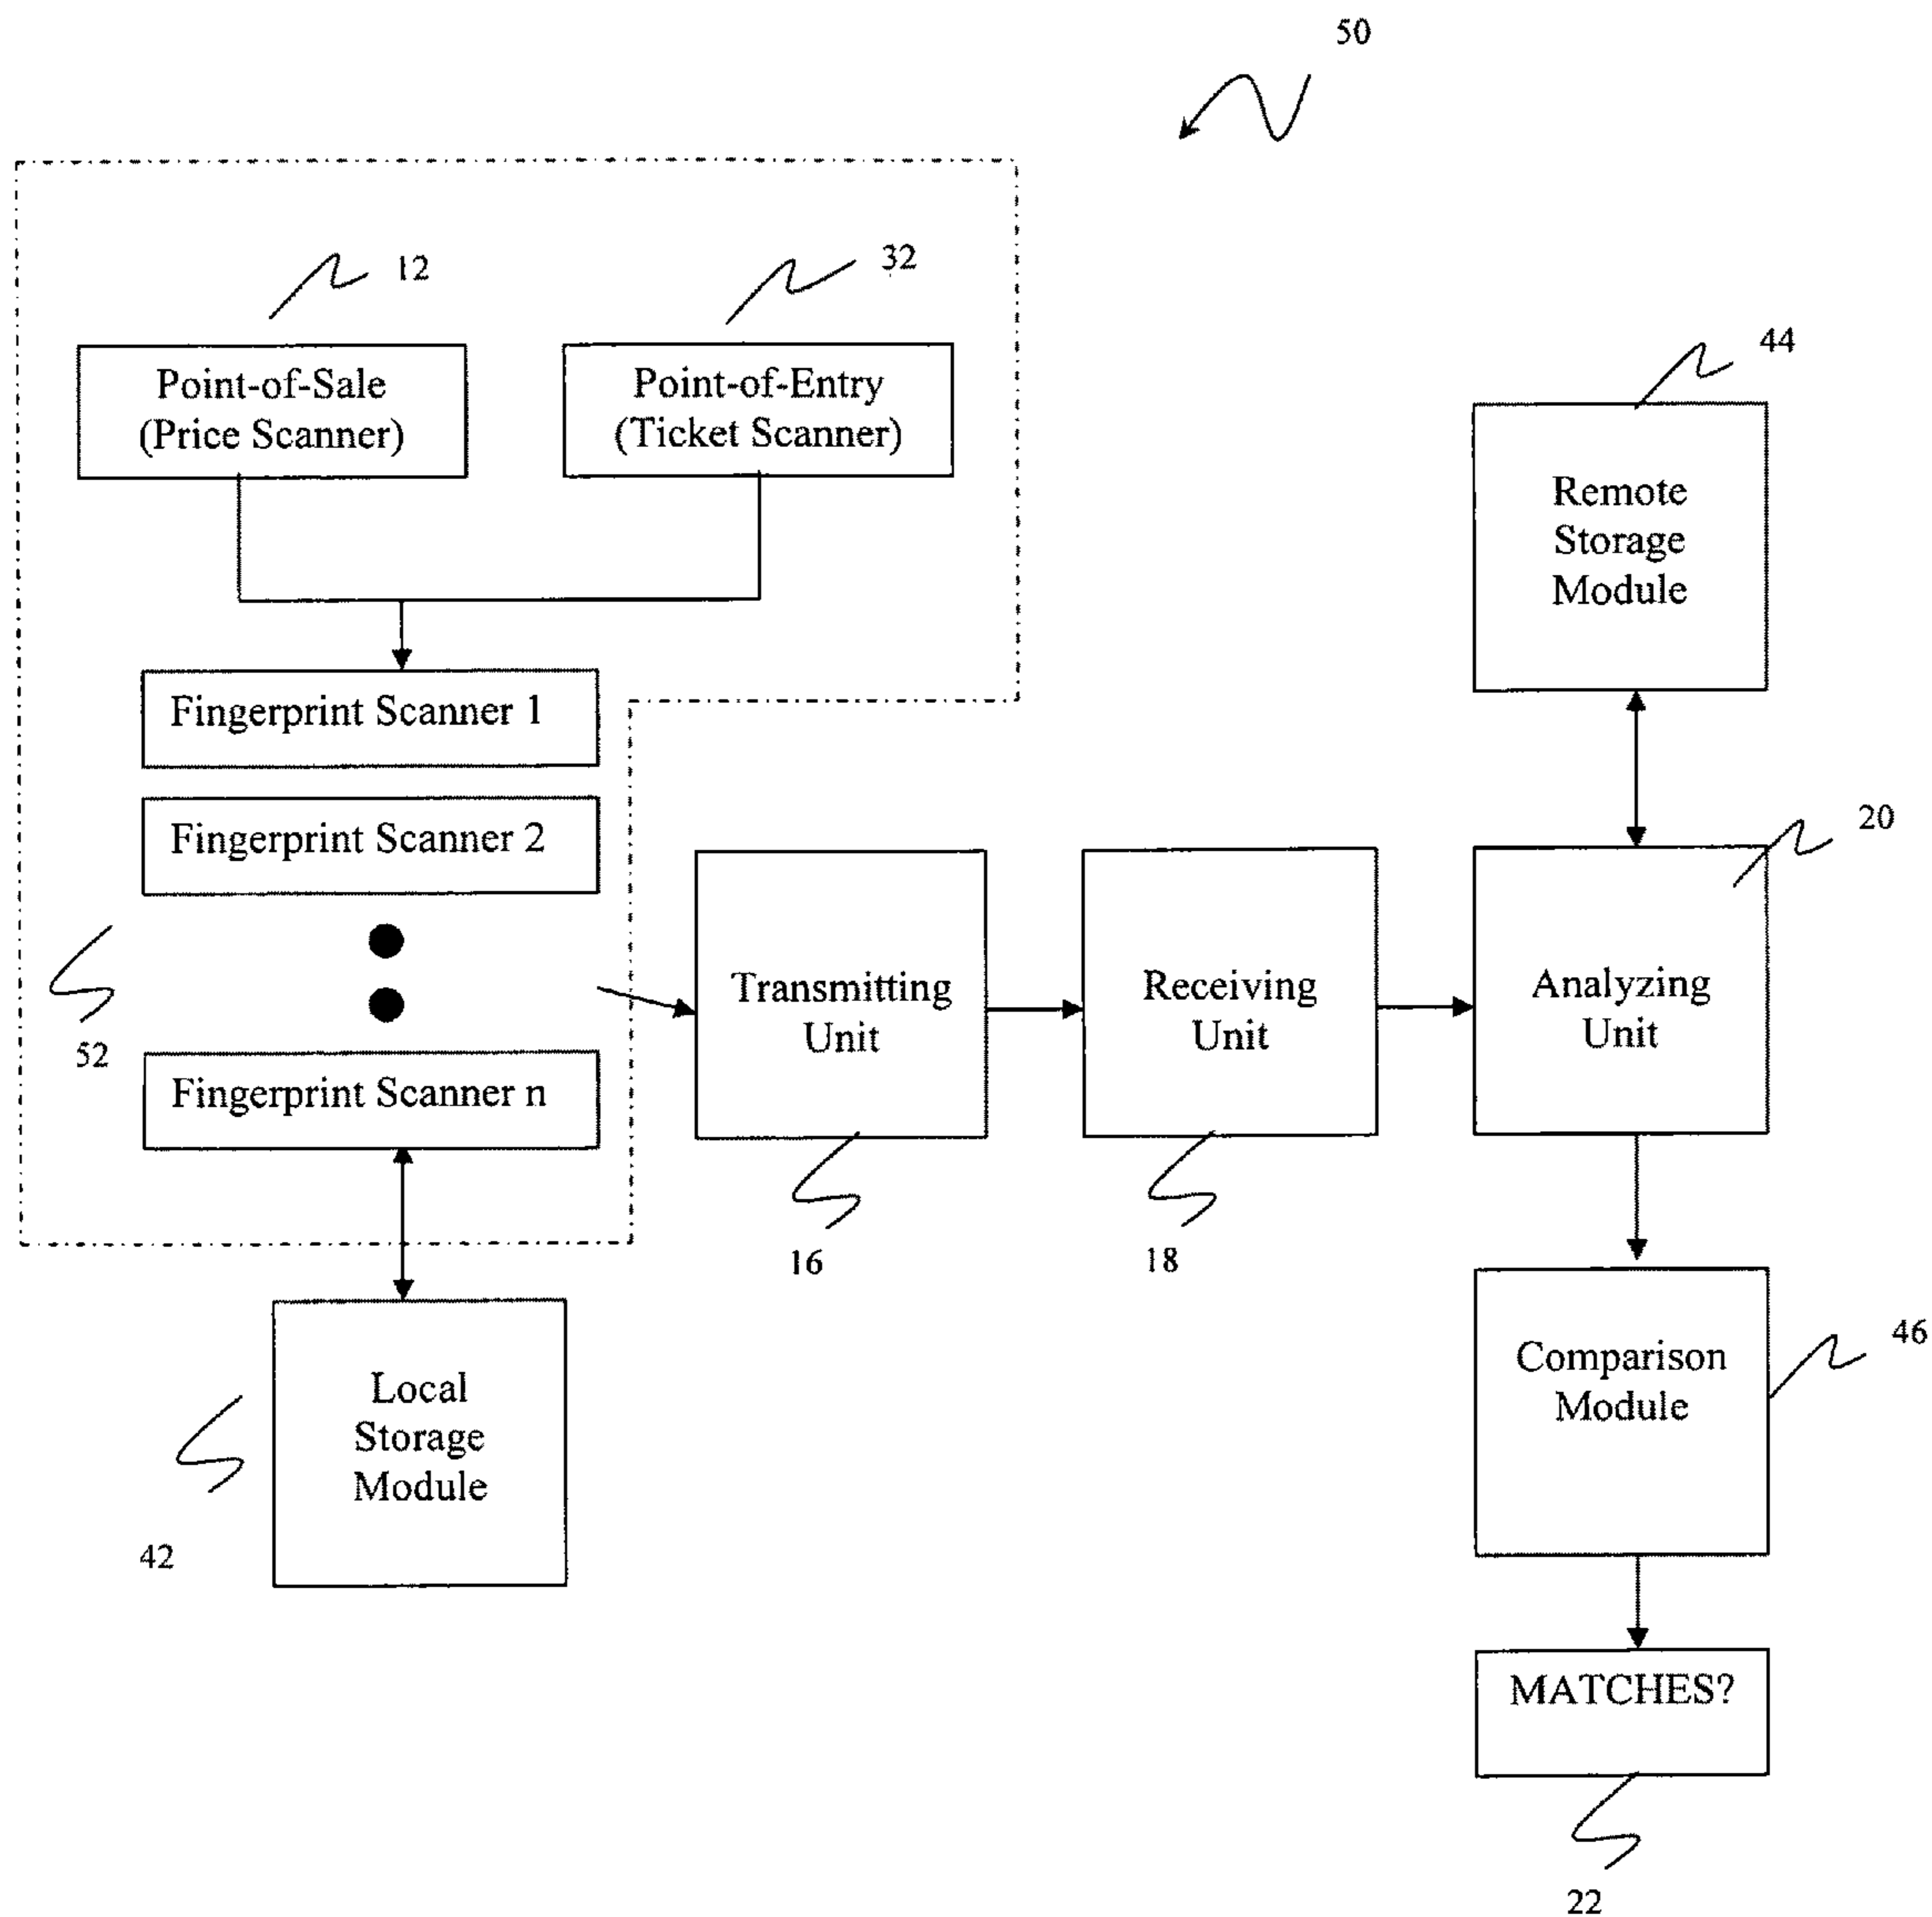 50
12
32
Point-of-Sale
(Price Scanner)
Point-of-Entry
(Ticket Scanner)
44
Remote
Storage
Module
Fingerprint Scanner 1
Fingerprint Scanner 2
20
52
Fingerprint Scanner n
Transmitting
Unit
Receiving
Unit
Analyzing
Unit
16
18
Local
Storage
Module
42
Comparison
Module
46
MATCHES?
22